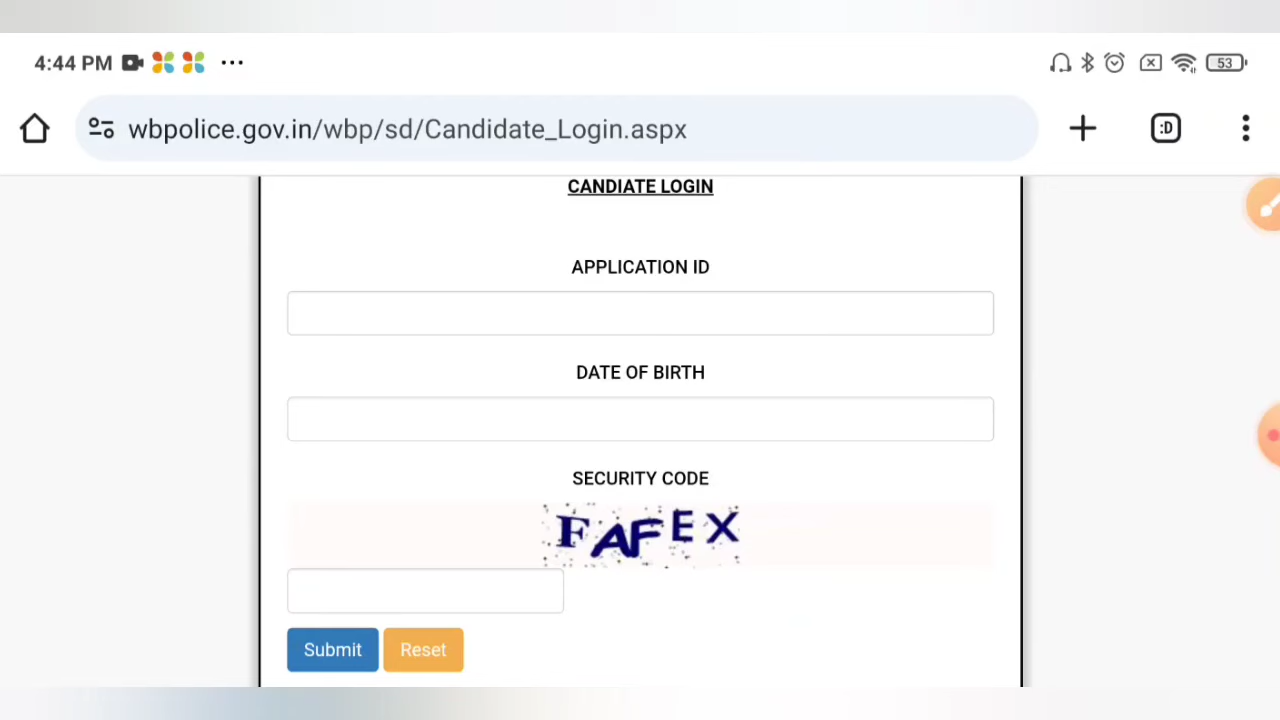 4:44 PM
53
wbpolice.gov.in/wbp/sd/Candidate_Login.aspx
:D
CANDIATE LOGIN
APPLICATION ID
DATE OF BIRTH
SECURITY CODE
FAFEX
Submit Reset